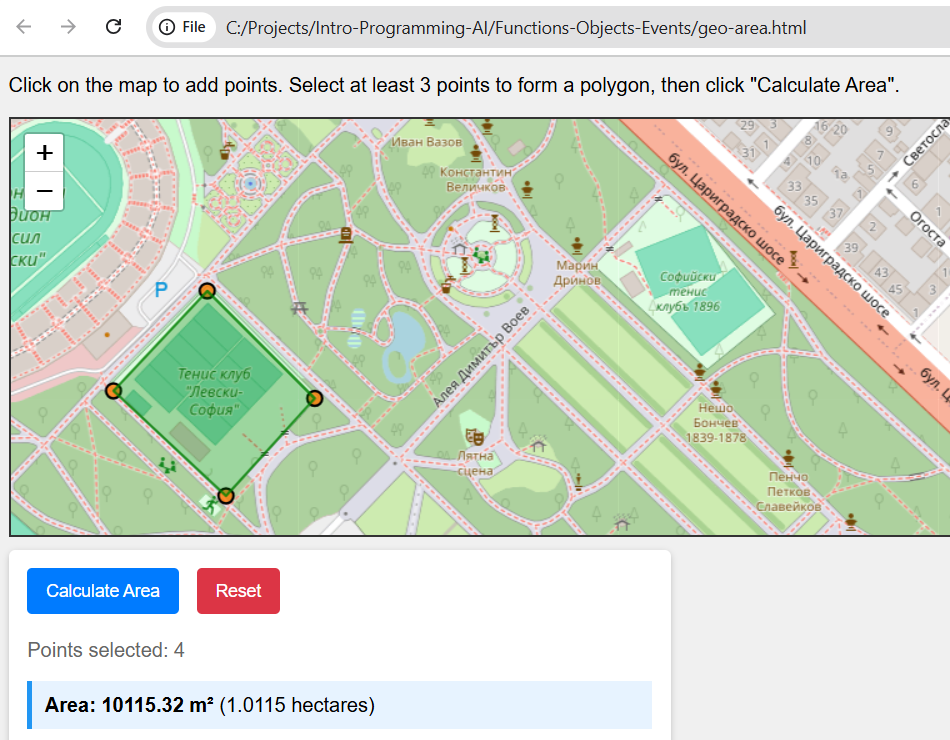 File C:/Projects/Intro-Programming-AI/Functions-Objects-Events/geo-area.html
Click on the map to add points. Select at least 3 points to form a polygon, then click "Calculate Area".
+
−
сил
ски"
P
Иван Вазов
Константин
Величков
Марин
Дринов
Софийски
тенис
клубъ 1896
бул. Цариградско шосе
бул. Цариградско шосе
29
3
16
20
9
31
1
8
5
7
4
10
1a
6
33
35
37
2
39
43
45
1
3
Огоста
Алея Димитър Воев
Тенис клуб
"Левски-
София"
Лятна
сцена
Нешо
Бончев
1839-1878
Пенчо
Петков
Славейков
Calculate Area
Reset
Points selected: 4
Area: 10115.32 m² (1.0115 hectares)